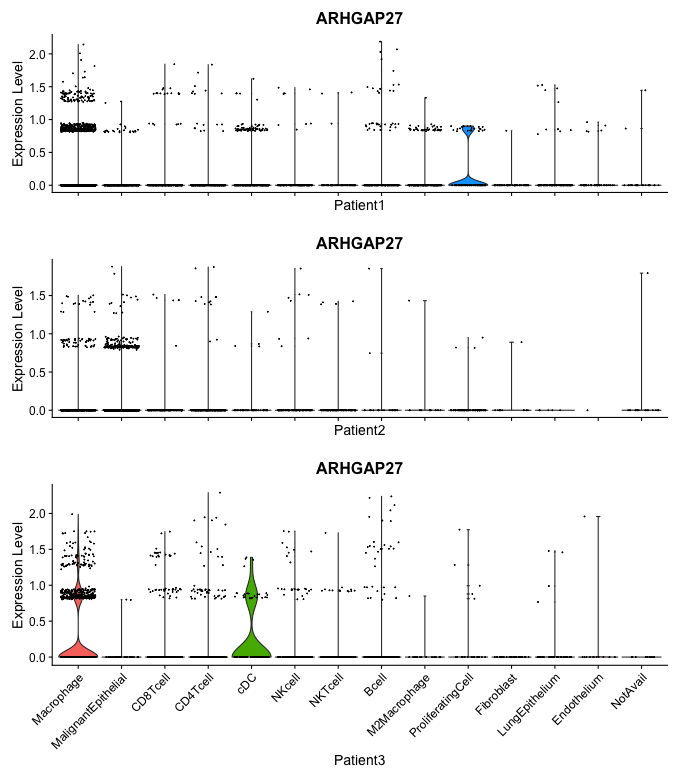 ARHGAP27
Expression Level
2.0
1.5
1.0
0.5
0.0
Patient1
ARHGAP27
Expression Level
1.5
1.0
0.5
0.0
Patient2
ARHGAP27
Expression Level
2.0
1.5
1.0
0.5
0.0
Macrophage
MalignantEpithelial
CD8Tcell
CD4Tcell
cDC
NKcell
NKTcell
Bcell
M2Macrophage
ProliferatingCell
Fibroblast
LungEpithelium
Endothelium
NotAvail
Patient3